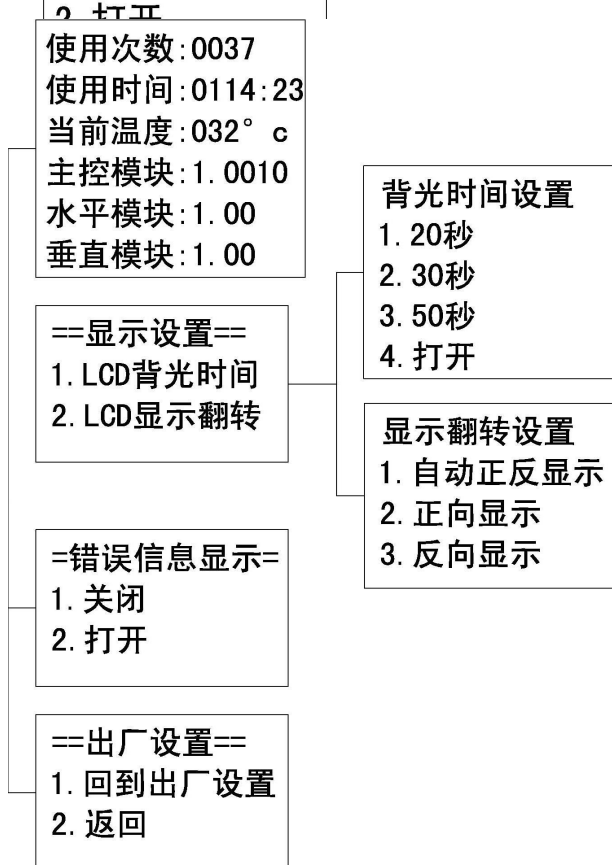 2. 打开
使用次数:0037
使用时间:0114:23
当前温度:032° c
主控模块:1.0010
水平模块:1.00
垂直模块:1.00
==显示设置==
1. LCD背光时间
2. LCD显示翻转
背光时间设置
1. 20秒
2. 30秒
3. 50秒
4. 打开
显示翻转设置
1. 自动正反显示
2. 正向显示
3. 反向显示
=错误信息显示=
1. 关闭
2. 打开
==出厂设置==
1. 回到出厂设置
2. 返回